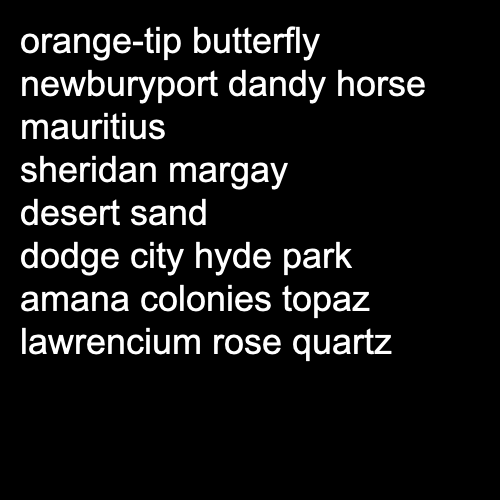 orange-tip butterfly
newburyport dandy horse
mauritius
sheridan margay
desert sand
dodge city hyde park
amana colonies topaz
lawrencium rose quartz